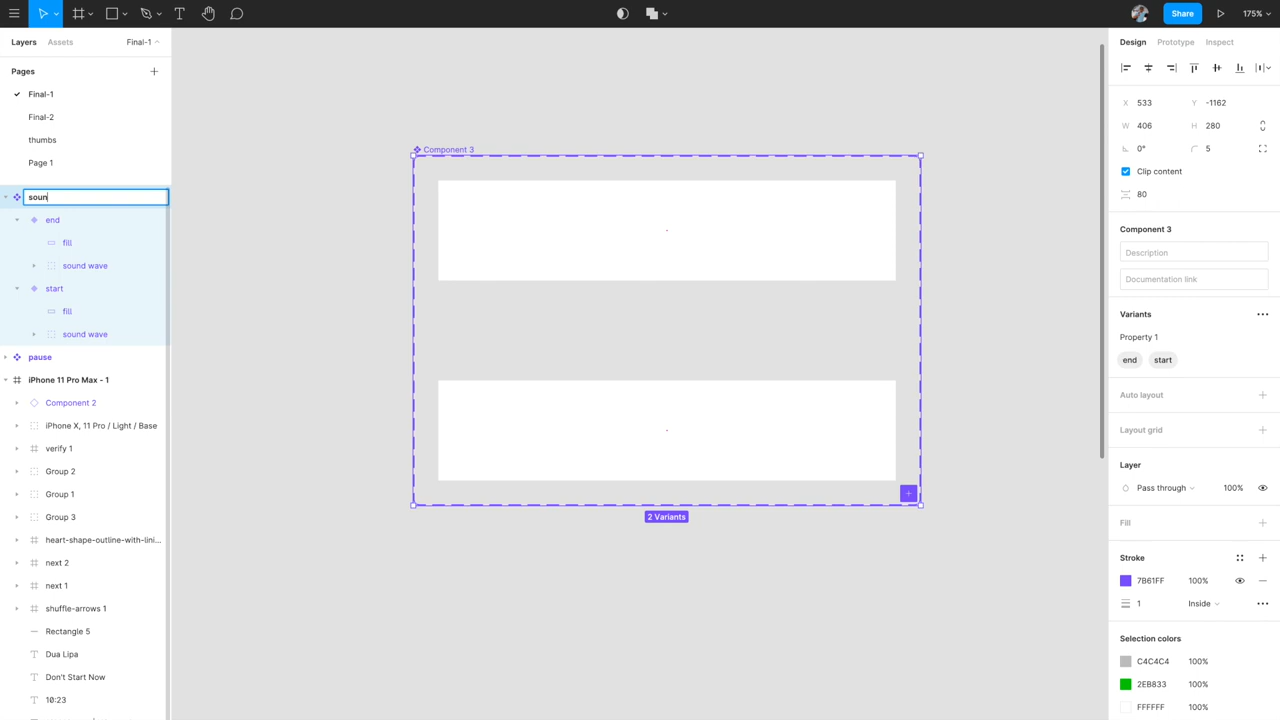 Share
175%
Layers
Assets
Final-1
Design
Prototype
Inspect
Pages
Final-1
Final-2
thumbs
Page 1
soun
end
fill
sound wave
start
fill
sound wave
pause
iPhone 11 Pro Max - 1
Component 2
iPhone X, 11 Pro / Light / Base
verify 1
Group 2
Group 1
Group 3
heart-shape-outline-with-lini...
next 2
next 1
shuffle-arrows 1
Rectangle 5
Dua Lipa
Don't Start Now
10:23
Component 3
2 Variants
X 533 Y -1162
W 406 H 280
0° 5
Clip content
80
Component 3
Description
Documentation link
Variants
Property 1
end start
Auto layout
Layout grid
Layer
Pass through 100%
Fill
Stroke
7B61FF 100%
1 Inside
Selection colors
C4C4C4 100%
2EB833 100%
FFFFFF 100%